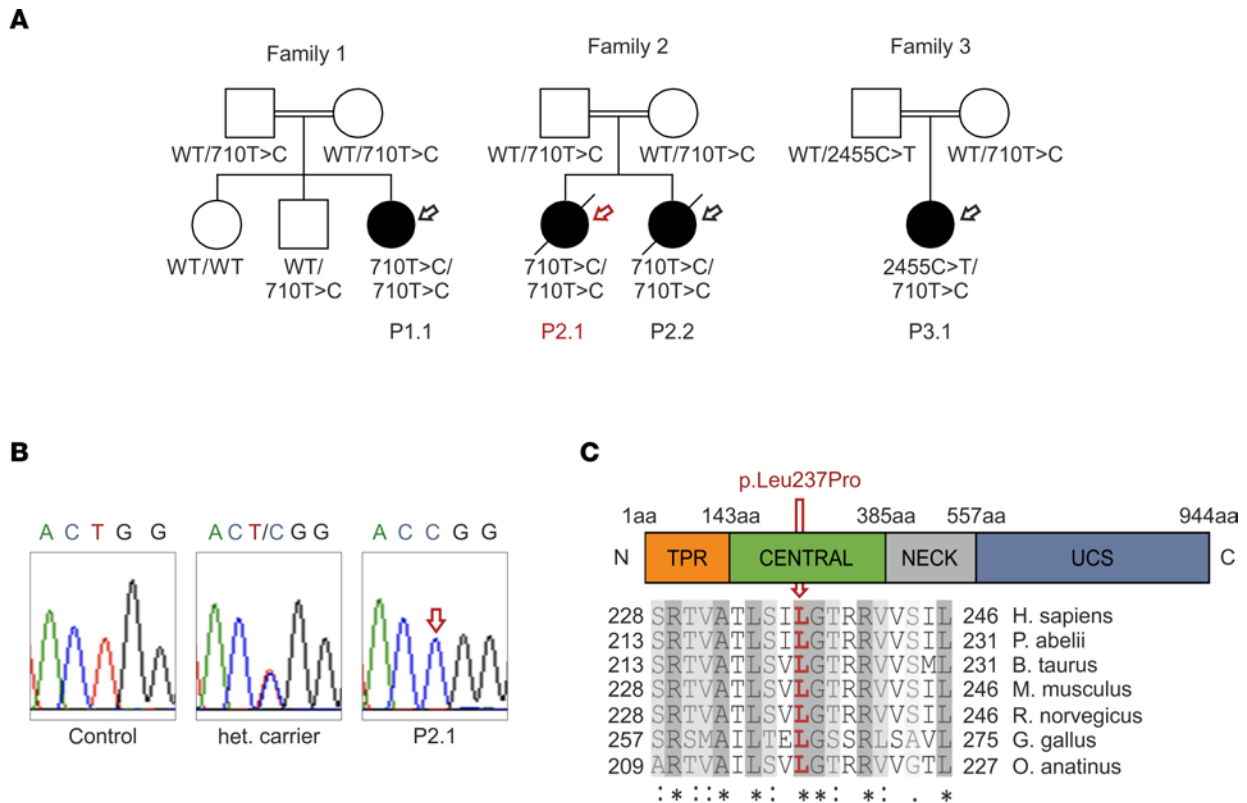 A
Family 1
Family 2
Family 3
WT/710T>C
WT/710T>C
WT/710T>C
WT/710T>C
WT/2455C>T
WT/710T>C
WT/WT
WT/
710T>C
710T>C/
710T>C
710T>C/
710T>C
710T>C/
710T>C
2455C>T/
710T>C
P1.1
P2.1
P2.2
P3.1
B
A C T G G
A C T/C G G
A C C G G
Control
het. carrier
P2.1
C
p.Leu237Pro
1aa 143aa 385aa 557aa 944aa
N TPR CENTRAL NECK UCS C
228 SRTVATLSILGTRRVVSIL 246 H. sapiens
213 SRTVATLSILGTRRVVSIL 231 P. abelii
213 SRTVATLSVLGTRRVVSML 231 B. taurus
228 SRTVATLSVLGTRRVVSIL 246 M. musculus
228 SRTVATLSVLGTRRVVSIL 246 R. norvegicus
257 SRSMAILTELGSSRLSAVL 275 G. gallus
209 ARTVAILSVLGTRRVVGTL 227 O. anatinus
:*::* *: ** *: . *